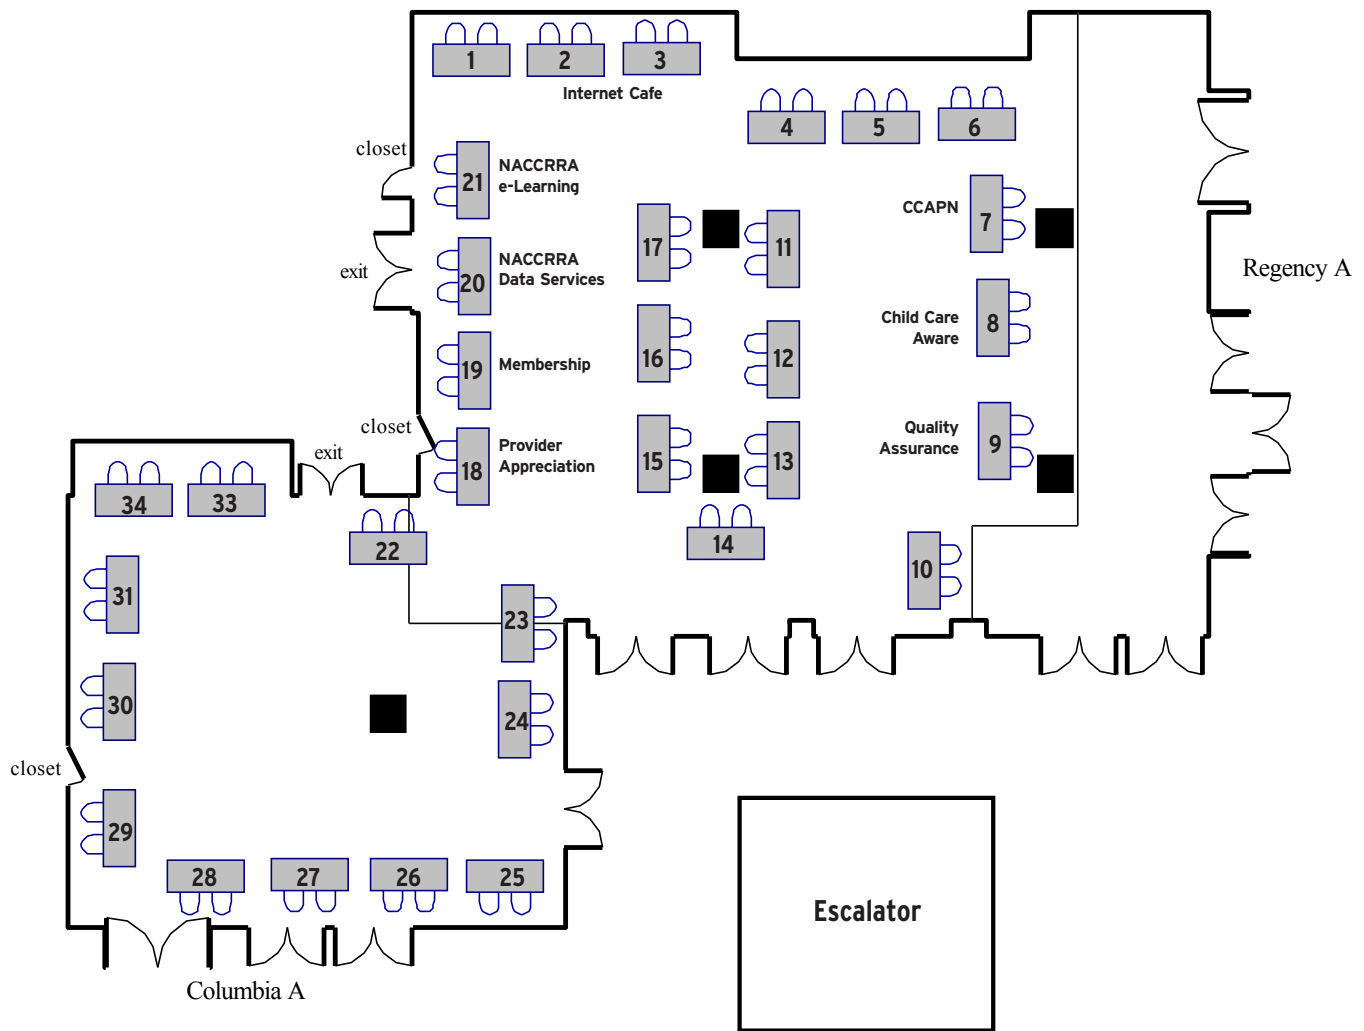 1
2
3
Internet Cafe
4
5
6
closet
21
NACCRRA
e-Learning
CCAPN
7
17
11
exit
20
NACCRRA
Data Services
Regency A
Child Care
Aware
8
16
12
19
Membership
closet
Quality
Assurance
9
18
Provider
Appreciation
15
13
exit
34
33
22
14
10
31
23
30
24
closet
29
28
27
26
25
Escalator
Columbia A